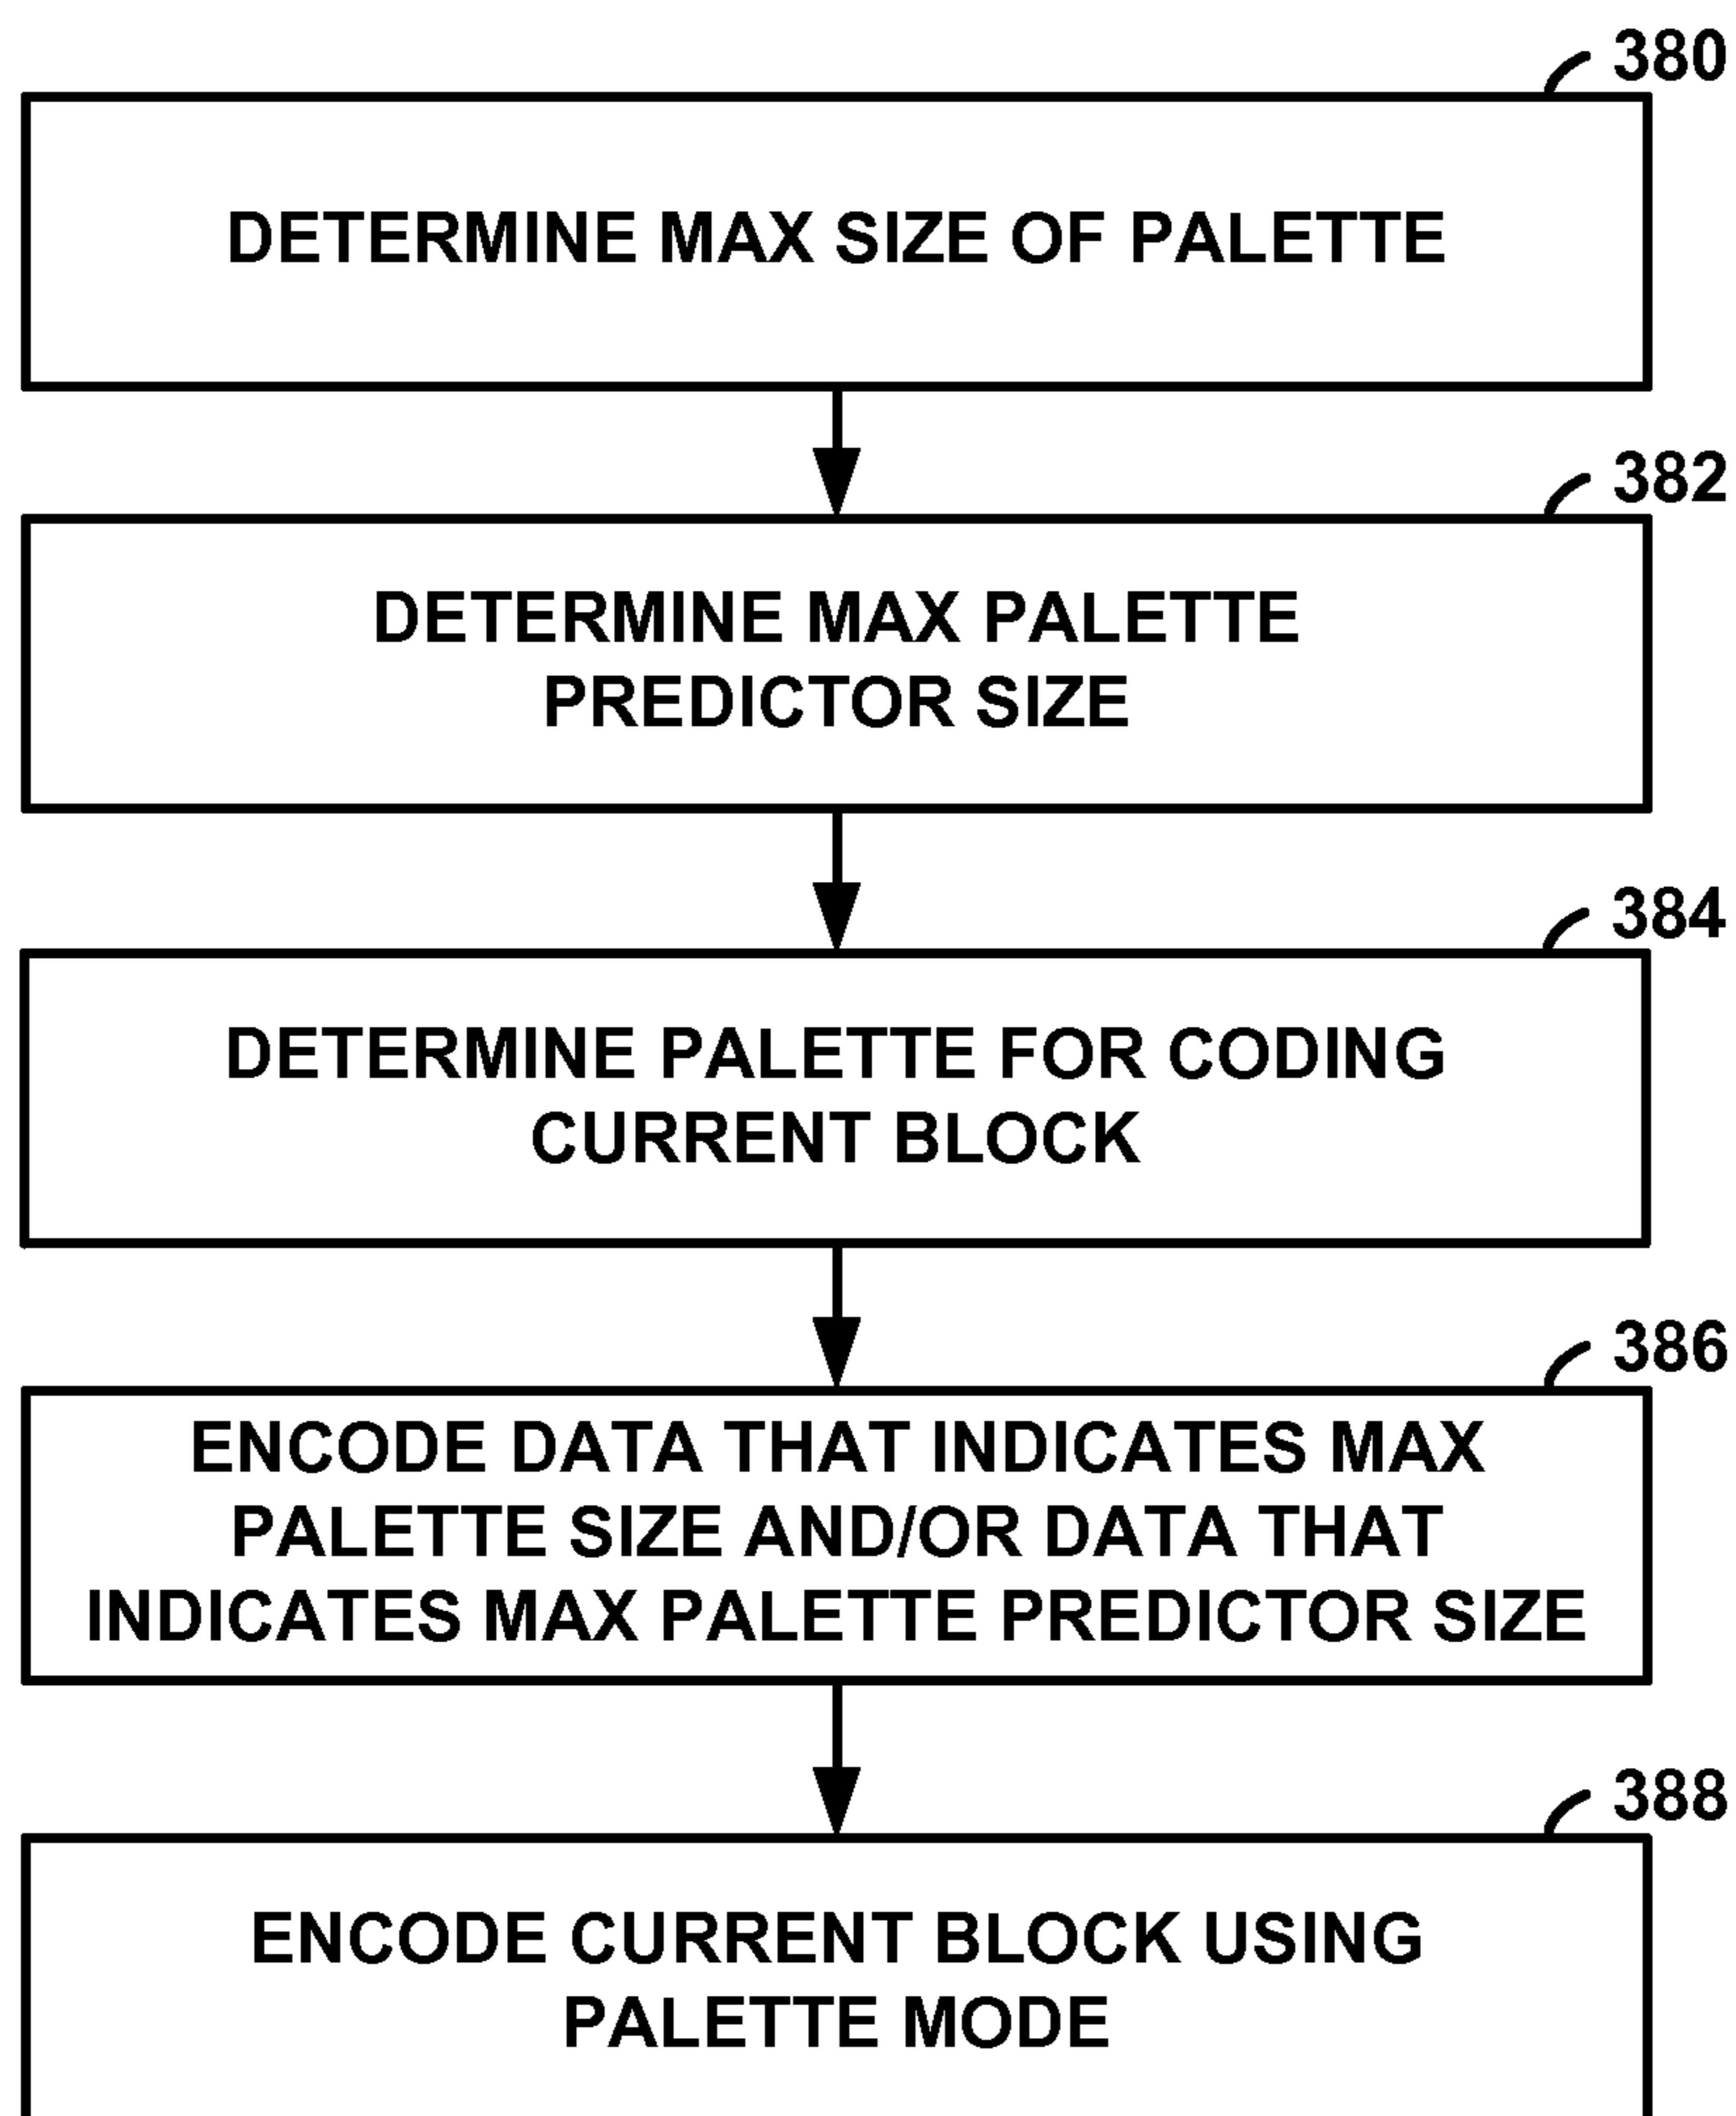 380
DETERMINE MAX SIZE OF PALETTE
382
DETERMINE MAX PALETTE
PREDICTOR SIZE
384
DETERMINE PALETTE FOR CODING
CURRENT BLOCK
386
ENCODE DATA THAT INDICATES MAX
PALETTE SIZE AND/OR DATA THAT
INDICATES MAX PALETTE PREDICTOR SIZE
388
ENCODE CURRENT BLOCK USING
PALETTE MODE